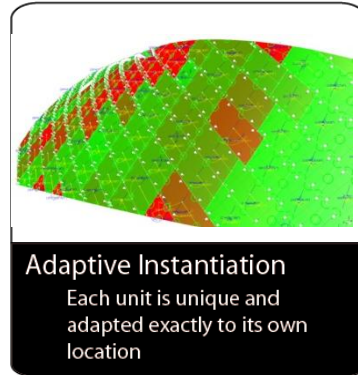 Adaptive Instantiation
Each unit is unique and
adapted exactly to its own
location